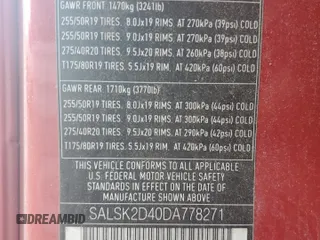 GAWR FRONT 1470kg (3241lb)
255/50R19 TIRES. 8.0Jx19 RIMS AT 270kPa (39psi) COLD
255/50R19 TIRES. 9.0Jx19 RIMS AT 270kPa (39psi) COLD
275/40R20 TIRES. 9.5Jx20 RIMS AT 260kPa (38psi) COLD
T175/80R19 TIRES. 5.5Jx19 RIM. AT 420kPa (60psi) COLD
GAWR REAR 1710kg (3770lb)
255/50R19 TIRES. 8.0Jx19 RIMS AT 300kPa (44psi) COLD
255/50R19 TIRES. 9.0Jx19 RIMS AT 300kPa (44psi) COLD
275/40R20 TIRES. 9.5Jx20 RIMS AT 290kPa (42psi) COLD
T175/80R19 TIRES. 5.5Jx19 RIM. AT 420kPa (60psi) COLD
THIS VEHICLE CONFORMS TO ALL APPLICABLE
U.S. FEDERAL MOTOR VEHICLE SAFETY
STANDARDS IN EFFECT ON THE DATE OF
SALSK2D40DA778271